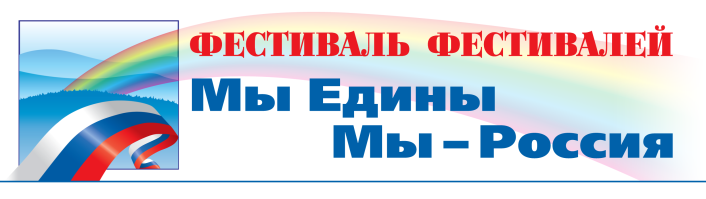 ФЕСТИВАЛЬ ФЕСТИВАЛЕЙ
Мы Едины
Мы – Россия